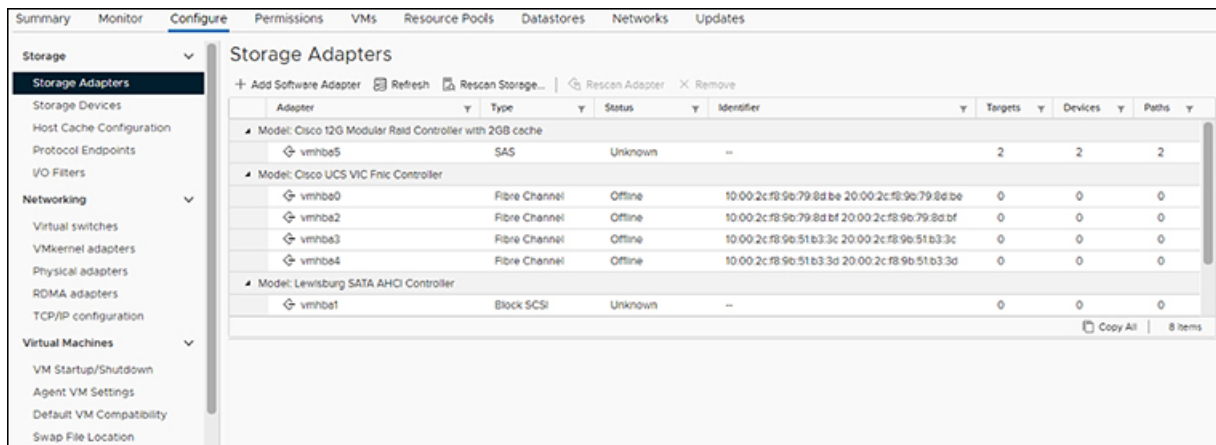 Summary Monitor Configure Permissions VMs Resource Pools Datastores Networks Updates
Storage
Storage Adapters
Storage Devices
Host Cache Configuration
Protocol Endpoints
I/O Filters
Networking
Virtual switches
VMkernel adapters
Physical adapters
RDMA adapters
TCP/IP configuration
Virtual Machines
VM Startup/Shutdown
Agent VM Settings
Default VM Compatibility
Swap File Location
Storage Adapters
+ Add Software Adapter Refresh Rescan Storage... | Rescan Adapter × Remove
Adapter Type Status Identifier Targets Devices Paths
Model: Cisco 12G Modular Raid Controller with 2GB cache
vmhba5 SAS Unknown -- 2 2 2
Model: Cisco UCS VIC Fnic Controller
vmhba0 Fibre Channel Offline 10:00:2c:f8:9b:79:8d:be 20:00:2c:f8:9b:79:8d:be 0 0 0
vmhba2 Fibre Channel Offline 10:00:2c:f8:9b:79:8d:bf 20:00:2c:f8:9b:79:8d:bf 0 0 0
vmhba3 Fibre Channel Offline 10:00:2c:f8:9b:51:b3:3c 20:00:2c:f8:9b:51:b3:3c 0 0 0
vmhba4 Fibre Channel Offline 10:00:2c:f8:9b:51:b3:3d 20:00:2c:f8:9b:51:b3:3d 0 0 0
Model: Lewisburg SATA AHCI Controller
vmhba1 Block SCSI Unknown -- 0 0 0
Copy All | 8 items